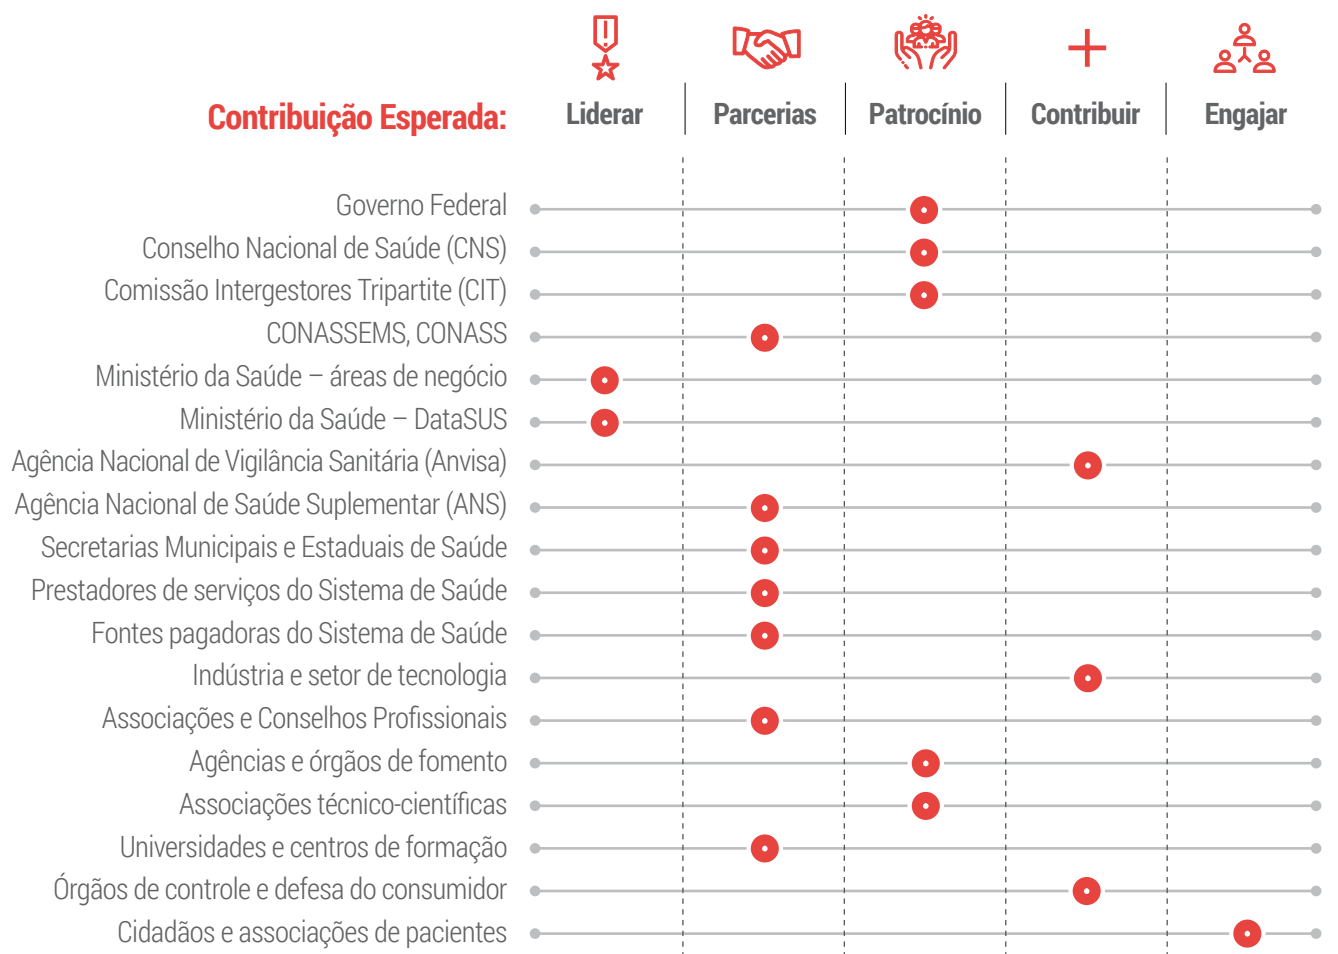 Contribuição Esperada:
Liderar
Parcerias
Patrocínio
Contribuir
Engajar
Governo Federal
Conselho Nacional de Saúde (CNS)
Comissão Intergestores Tripartite (CIT)
CONASSEMS, CONASS
Ministério da Saúde – áreas de negócio
Ministério da Saúde – DataSUS
Agência Nacional de Vigilância Sanitária (Anvisa)
Agência Nacional de Saúde Suplementar (ANS)
Secretarias Municipais e Estaduais de Saúde
Prestadores de serviços do Sistema de Saúde
Fontes pagadoras do Sistema de Saúde
Indústria e setor de tecnologia
Associações e Conselhos Profissionais
Agências e órgãos de fomento
Associações técnico-científicas
Universidades e centros de formação
Órgãos de controle e defesa do consumidor
Cidadãos e associações de pacientes